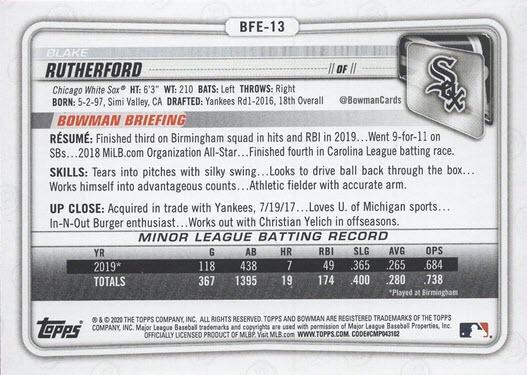 BFE-13
BLAKE
RUTHERFORD
|| OF ||
Chicago White Sox® HT: 6'3" WT: 210 BATS: Left THROWS: Right
BORN: 5-2-97, Simi Valley, CA DRAFTED: Yankees Rd1-2016, 18th Overall
@BowmanCards
Sox
BOWMAN BRIEFING
RÉSUMÉ: Finished third on Birmingham squad in hits and RBI in 2019...Went 9-for-11 on
SBs...2018 MiLB.com Organization All-Star...Finished fourth in Carolina League batting race.
SKILLS: Tears into pitches with silky swing...Looks to drive ball back through the box...
Works himself into advantageous counts...Athletic fielder with accurate arm.
UP CLOSE: Acquired in trade with Yankees, 7/19/17...Loves U. of Michigan sports...
In-N-Out Burger enthusiast...Works out with Christian Yelich in offseasons.
MINOR LEAGUE BATTING RECORD
YR G AB HR RBI SLG AVG OPS
2019* 118 438 7 49 .365 .265 .684
TOTALS 367 1395 19 174 .400 .280 .738
*Played at Birmingham
TOPPS
® & © 2020 THE TOPPS COMPANY, INC. ALL RIGHTS RESERVED. TOPPS AND BOWMAN ARE REGISTERED TRADEMARKS OF THE TOPPS
COMPANY, INC. Major League Baseball trademarks and copyrights are used with permission of Major League Baseball Properties, Inc.
OFFICIALLY LICENSED PRODUCT OF MLBP. Visit MLB.com WWW.TOPPS.COM. CODE#CMP043102